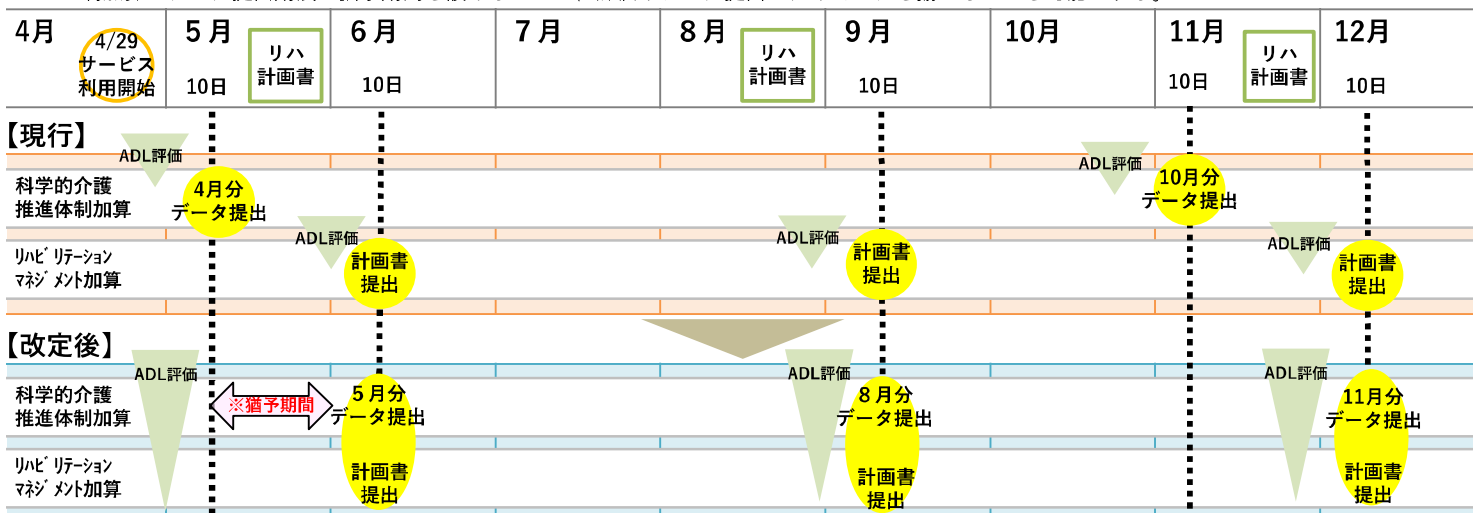 4月
4/29
サービス
利用開始
5月
10日
リハ
計画書
6月
10日
7月
8月
リハ
計画書
9月
10日
10月
11月
10日
リハ
計画書
12月
10日
【現行】
ADL評価
ADL評価
科学的介護
推進体制加算
4月分
データ提出
10月分
データ提出
ADL評価
ADL評価
ADL評価
ﾘﾊﾋﾞﾘﾃｰｼｮﾝ
ﾏﾈｼﾞﾒﾝﾄ加算
計画書
提出
計画書
提出
計画書
提出
【改定後】
ADL評価
ADL評価
ADL評価
科学的介護
推進体制加算
※猶予期間
5月分
データ提出
8月分
データ提出
11月分
データ提出
ﾘﾊﾋﾞﾘﾃｰｼｮﾝ
ﾏﾈｼﾞﾒﾝﾄ加算
計画書
提出
計画書
提出
計画書
提出